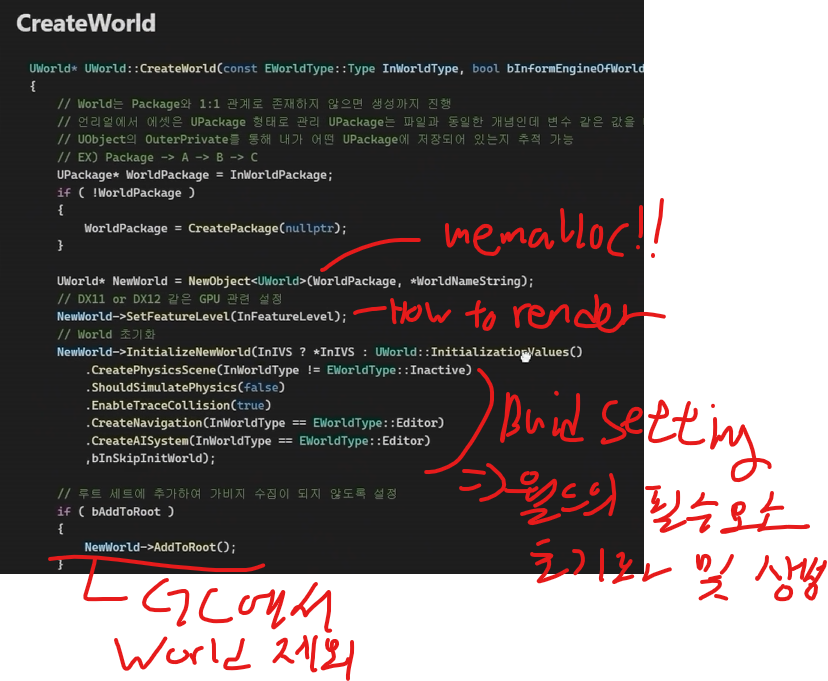 CreateWorld
UWorld* UWorld::CreateWorld(const EWorldType::Type InWorldType, bool bInformEngineOfWorld
{
// World는 Package와 1:1 관계로 존재하지 않으면 생성까지 진행
// 언리얼에서 에셋은 UPackage 형태로 관리 UPackage는 파일과 동일한 개념인데 변수 같은 값을
// UObject의 OuterPrivate를 통해 내가 어떤 UPackage에 저장되어 있는지 추적 가능
// EX) Package -> A -> B -> C
UPackage* WorldPackage = InWorldPackage;
if ( !WorldPackage )
{
WorldPackage = CreatePackage(nullptr);
}
memalloc!!
UWorld* NewWorld = NewObject<UWorld>(WorldPackage, *WorldNameString);
// DX11 or DX12 같은 GPU 관련 설정
NewWorld->SetFeatureLevel(InFeatureLevel); How to render
// World 초기화
NewWorld->InitializeNewWorld(InIVS ? *InIVS : UWorld::InitializationValues()
.CreatePhysicsScene(InWorldType != EWorldType::Inactive)
.ShouldSimulatePhysics(false)
.EnableTraceCollision(true)
.CreateNavigation(InWorldType == EWorldType::Editor)
.CreateAISystem(InWorldType == EWorldType::Editor)
,bInSkipInitWorld);
Build Setting
=> 월드의 필수요소
초기화 및 생성
// 루트 세트에 추가하여 가비지 수집이 되지 않도록 설정
if ( bAddToRoot )
{
NewWorld->AddToRoot();
}
GC에서
World 제외